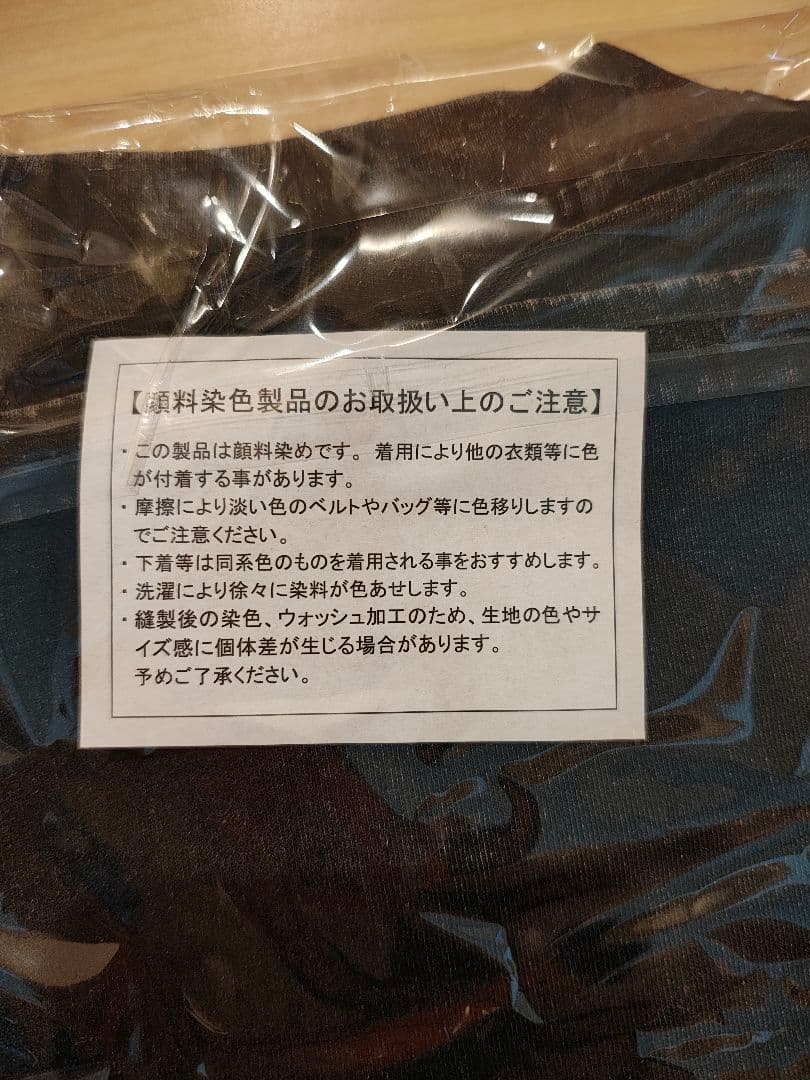 【顔料染色製品のお取扱い上のご注意】
・この製品は顔料染めです。着用により他の衣類等に色
が付着する事があります。
・摩擦により淡い色のベルトやバッグ等に色移りしますの
でご注意ください。
・下着等は同系色のものを着用される事をおすすめします。
・洗濯により徐々に染料が色あせします。
・縫製後の染色、ウォッシュ加工のため、生地の色やサ
イズ感に個体差が生じる場合があります。
予めご了承ください。